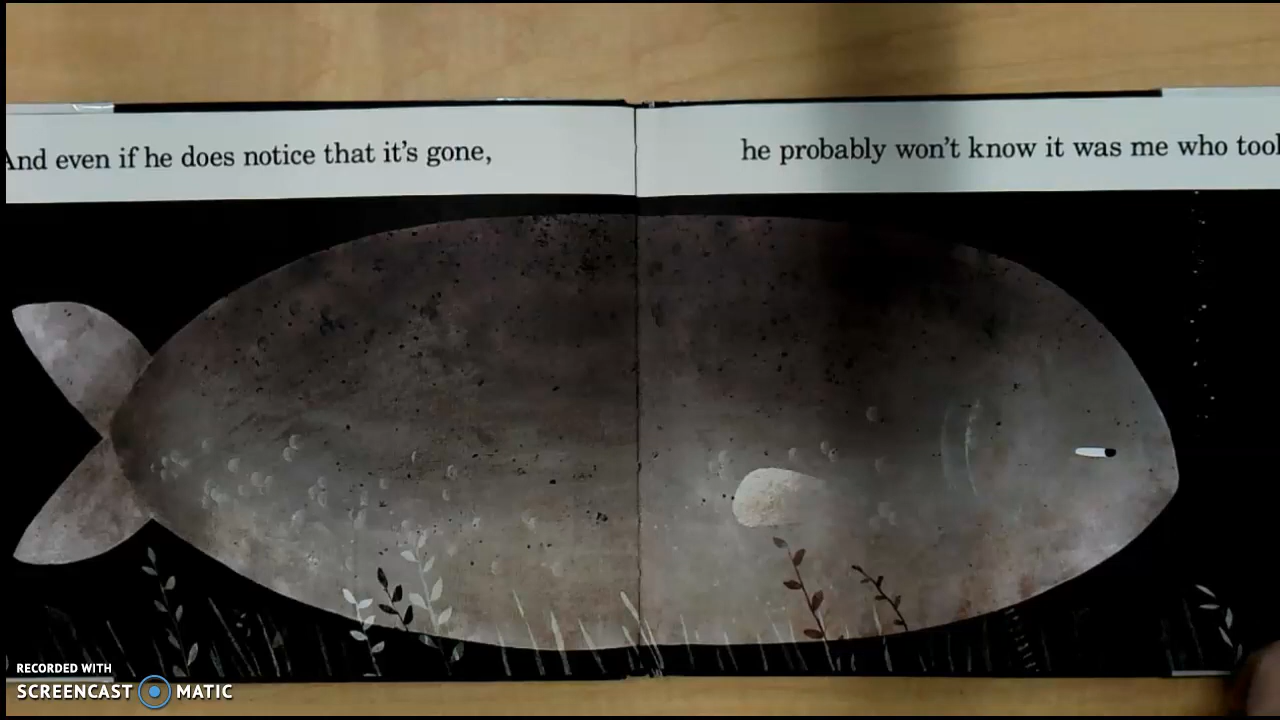 And even if he does notice that it's gone,
he probably won't know it was me who took
RECORDED WITH
SCREENCAST MATIC